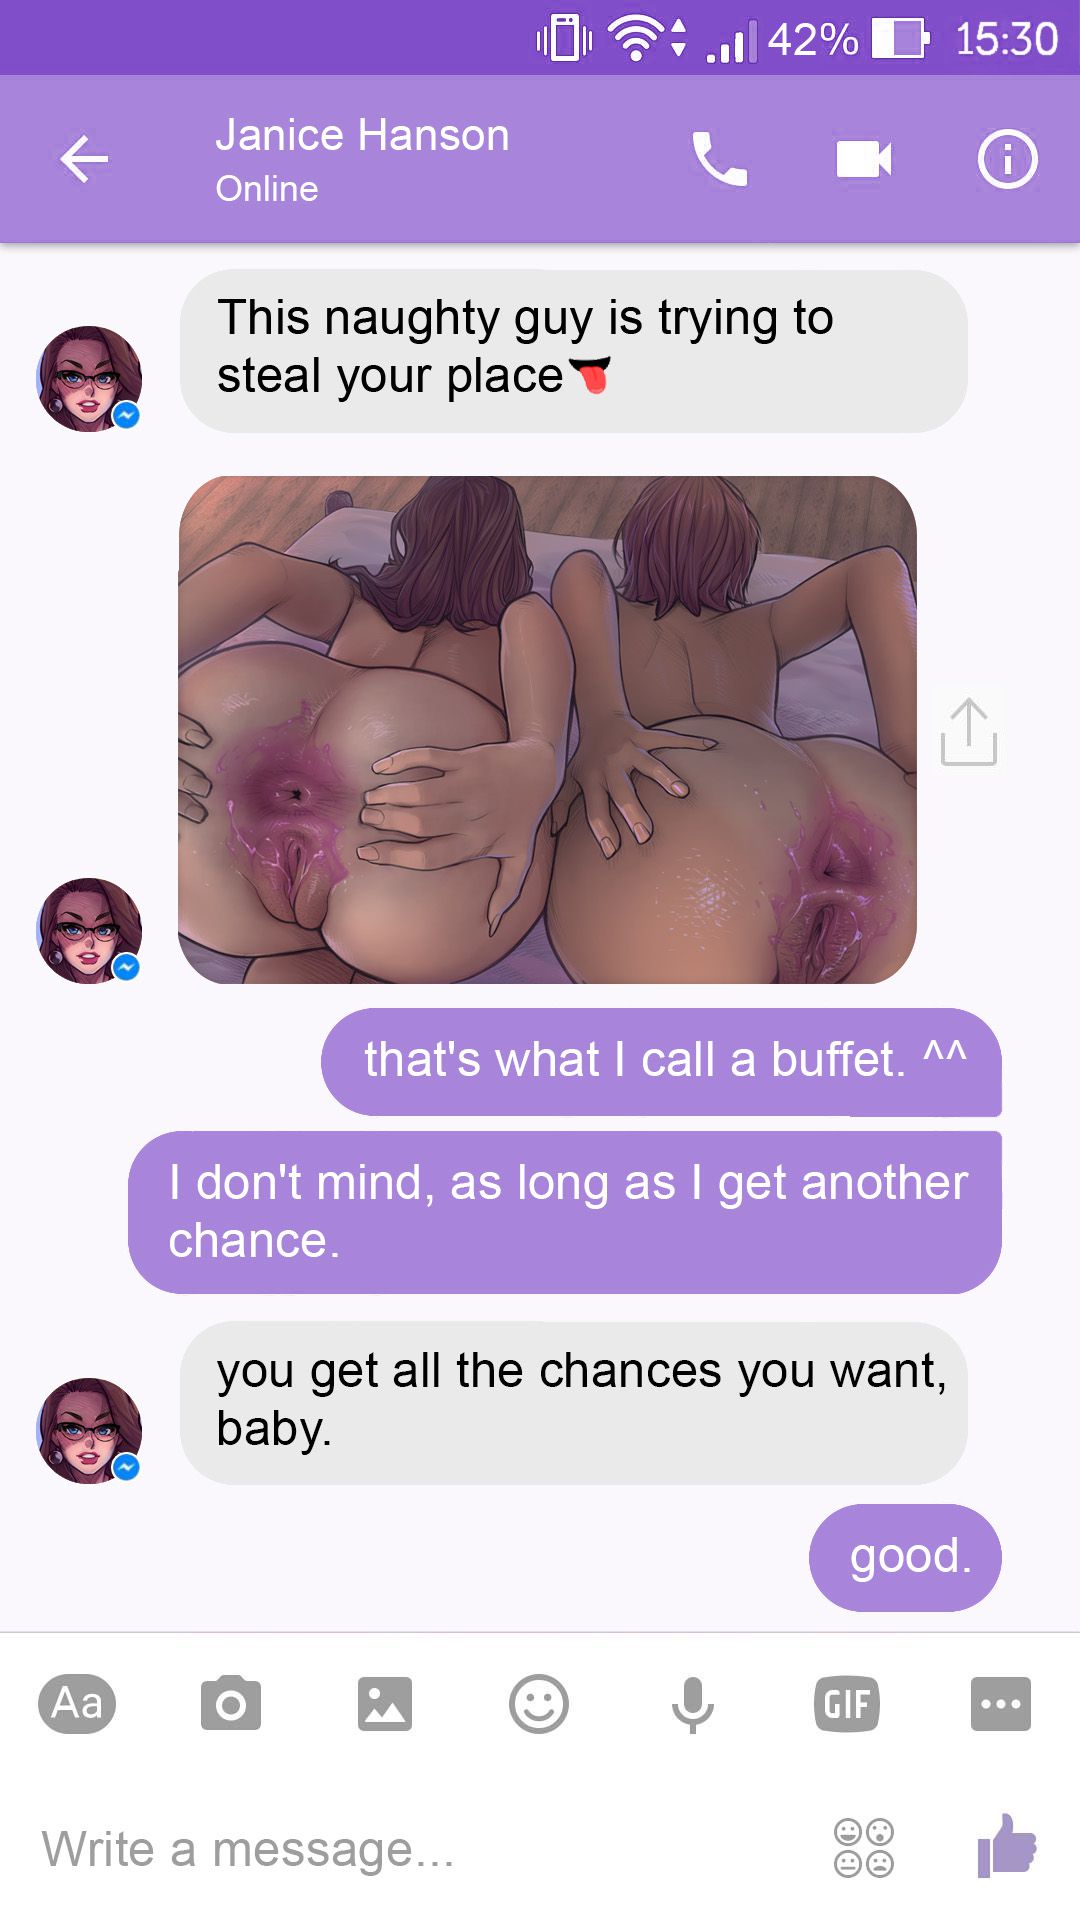 42% 15:30
Janice Hanson
Online
This naughty guy is trying to
steal your place👅
that's what I call a buffet. ^^
I don't mind, as long as I get another
chance.
you get all the chances you want,
baby.
good.
Aa
GIF
Write a message...